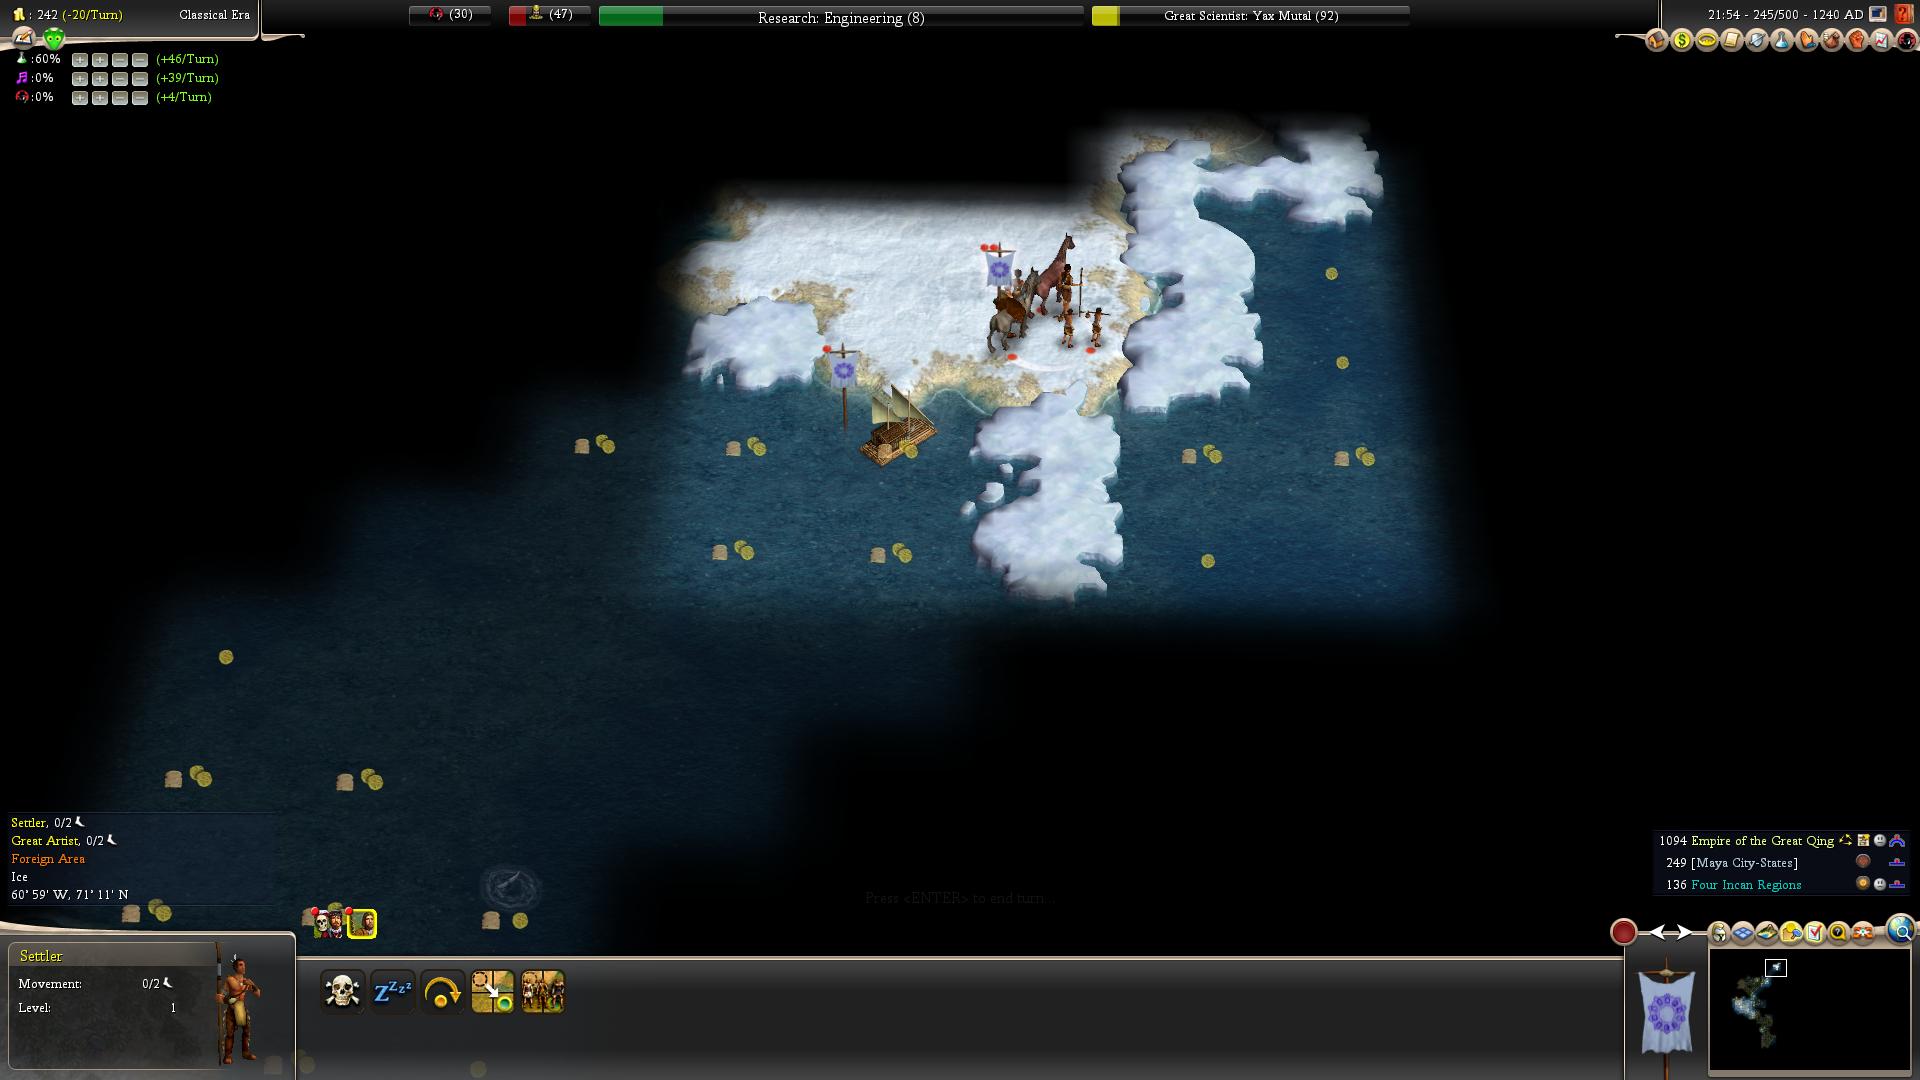 : 242 (-20/Turn)
Classical Era
(30)
(47)
Research: Engineering (8)
Great Scientist: Yax Mutal (92)
21:54 - 245/500 - 1240 AD
:60% (+46/Turn)
:0% (+39/Turn)
:0% (+4/Turn)
Settler, 0/2
Great Artist, 0/2
Foreign Area
Ice
60° 59' W, 71° 11' N
Press <ENTER> to end turn...
1094 Empire of the Great Qing
249 [Maya City-States]
136 Four Incan Regions
Settler
Movement: 0/2
Level: 1
Zzzz